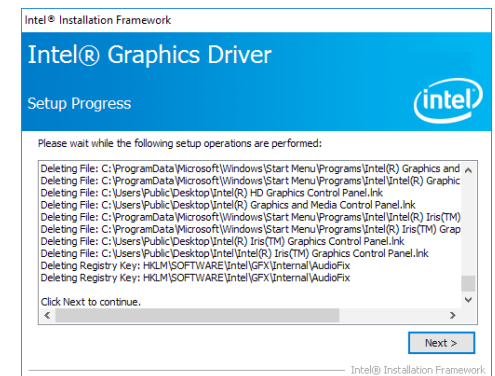 Intel® Installation Framework
Intel® Graphics Driver
Setup Progress
intel
Please wait while the following setup operations are performed:
Deleting File: C:\ProgramData\Microsoft\Windows\Start Menu\Programs\Intel(R) Graphics and
Deleting File: C:\ProgramData\Microsoft\Windows\Start Menu\Programs\Intel\Intel(R) Graphic
Deleting File: C:\Users\Public\Desktop\Intel(R) HD Graphics Control Panel.lnk
Deleting File: C:\Users\Public\Desktop\Intel(R) Graphics and Media Control Panel.lnk
Deleting File: C:\ProgramData\Microsoft\Windows\Start Menu\Programs\Intel\Intel(R) Iris(TM)
Deleting File: C:\ProgramData\Microsoft\Windows\Start Menu\Programs\Intel(R) Iris(TM) Grap
Deleting File: C:\Users\Public\Desktop\Intel(R) Iris(TM) Graphics Control Panel.lnk
Deleting File: C:\Users\Public\Desktop\Intel\Intel(R) Iris(TM) Graphics Control Panel.lnk
Deleting Registry Key: HKLM\SOFTWARE\Intel\GFX\Internal\AudioFix
Deleting Registry Key: HKLM\SOFTWARE\Intel\GFX\Internal\AudioFix
Click Next to continue.
Next >
Intel® Installation Framework